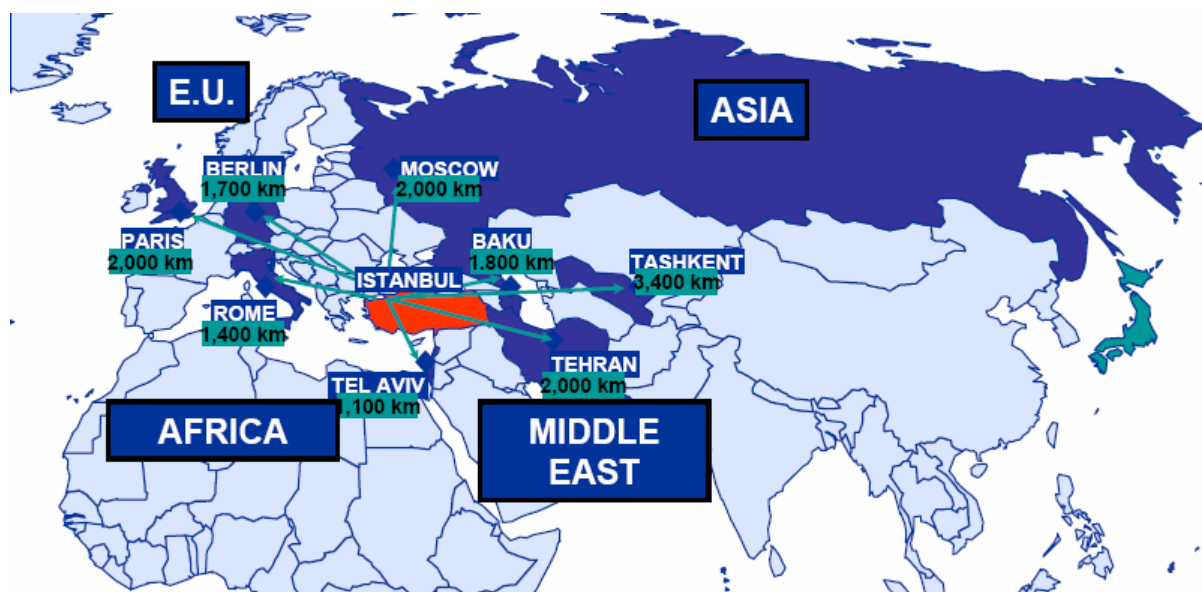 E.U.
ASIA
BERLIN
1,700 km
MOSCOW
2,000 km
PARIS
2,000 km
BAKU
1.800 km
TASHKENT
3,400 km
ISTANBUL
ROME
1,400 km
TEHRAN
2,000 km
TEL AVIV
1,100 km
AFRICA
MIDDLE
EAST